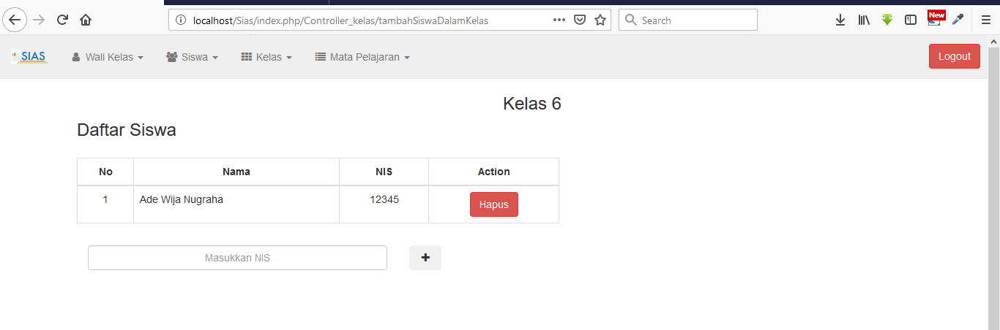 localhost/Sias/index.php/Controller_kelas/tambahSiswaDalamKelas
Search
New
SIAS
Wali Kelas
Siswa
Kelas
Mata Pelajaran
Logout
Kelas 6
Daftar Siswa
No Nama NIS Action
1 Ade Wija Nugraha 12345 Hapus
Masukkan NIS